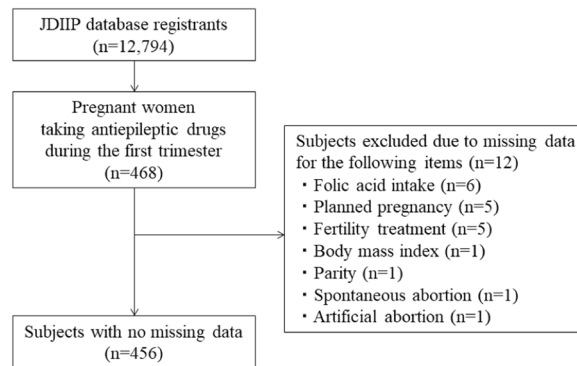 JDIIP database registrants
(n=12,794)
Pregnant women
taking antiepileptic drugs
during the first trimester
(n=468)
Subjects excluded due to missing data
for the following items (n=12)
・Folic acid intake (n=6)
・Planned pregnancy (n=5)
・Fertility treatment (n=5)
・Body mass index (n=1)
・Parity (n=1)
・Spontaneous abortion (n=1)
・Artificial abortion (n=1)
Subjects with no missing data
(n=456)